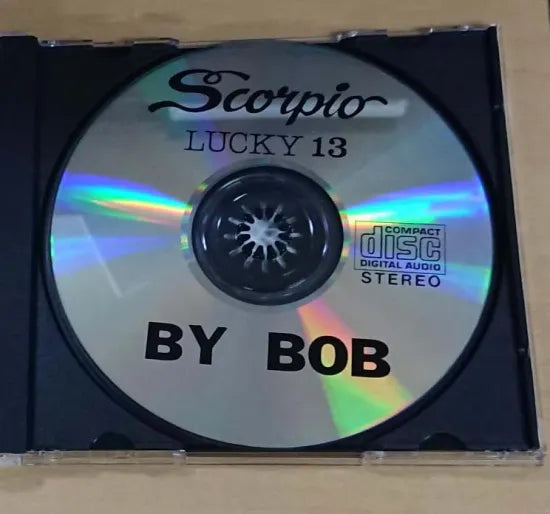 Scorpio
LUCKY 13
COMPACT
disc
DIGITAL AUDIO
STEREO
BY BOB